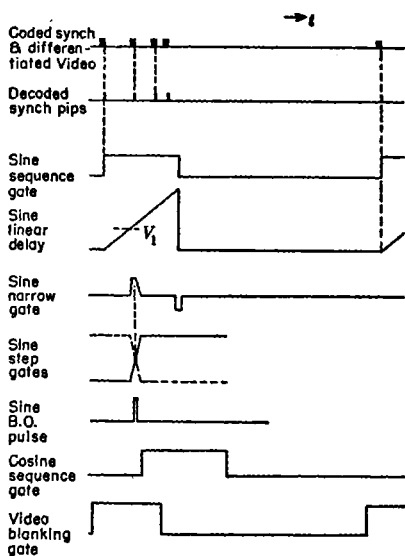 t
Coded synch
& differen-
tiated Video
Decoded
synch pips
Sine
sequence
gate
Sine
linear
delay
V₁
Sine
narrow
gate
Sine
step
gates
Sine
B.O.
pulse
Cosine
sequence
gate
Video
blanking
gate